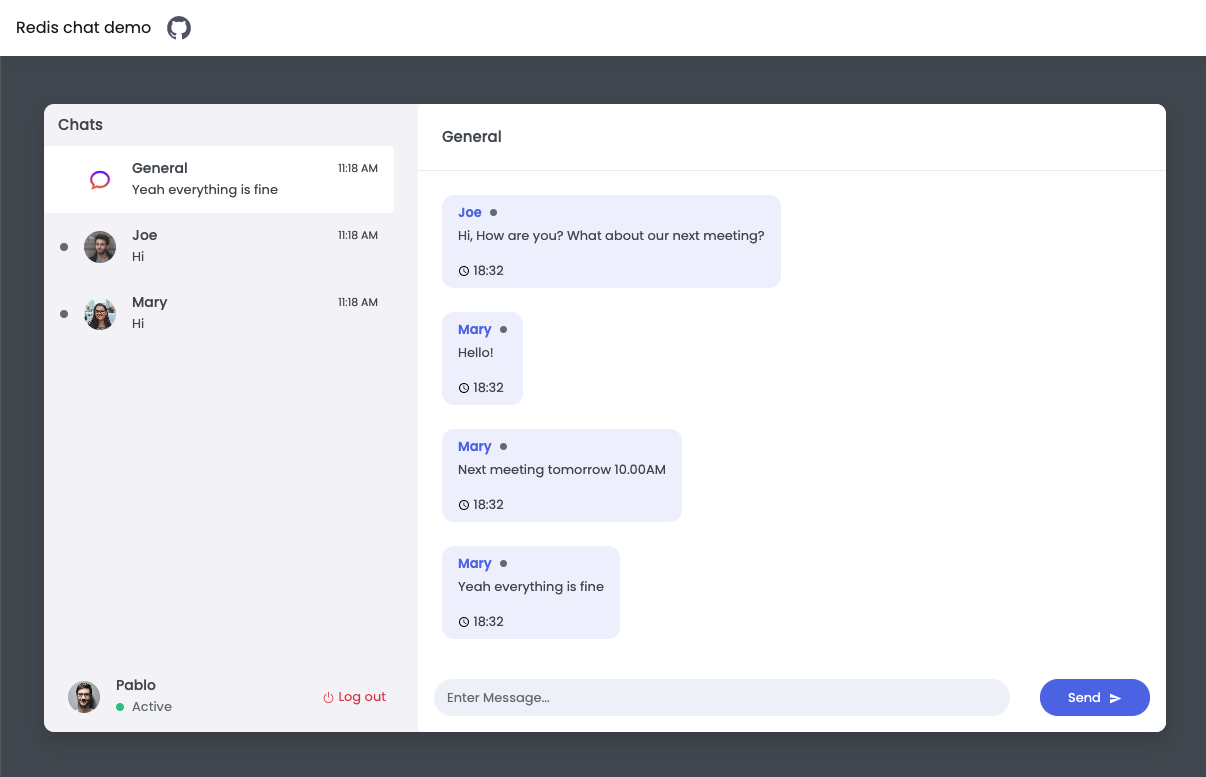 Redis chat demo
Chats
General 11:18 AM
Yeah everything is fine
Joe 11:18 AM
Hi
Mary 11:18 AM
Hi
Pablo
Active
Log out
General
Joe
Hi, How are you? What about our next meeting?
18:32
Mary
Hello!
18:32
Mary
Next meeting tomorrow 10.00AM
18:32
Mary
Yeah everything is fine
18:32
Enter Message...
Send